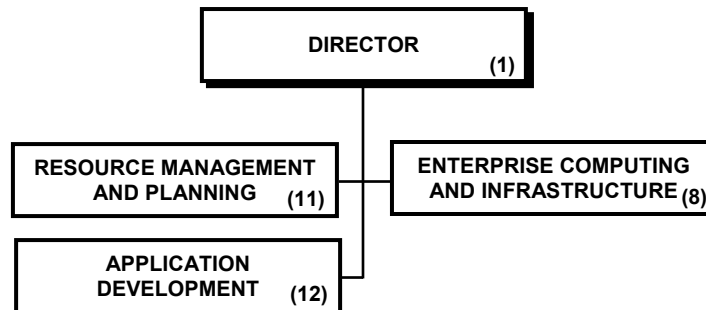 DIRECTOR
(1)
RESOURCE MANAGEMENT
AND PLANNING
(11)
ENTERPRISE COMPUTING
AND INFRASTRUCTURE (8)
APPLICATION
DEVELOPMENT (12)